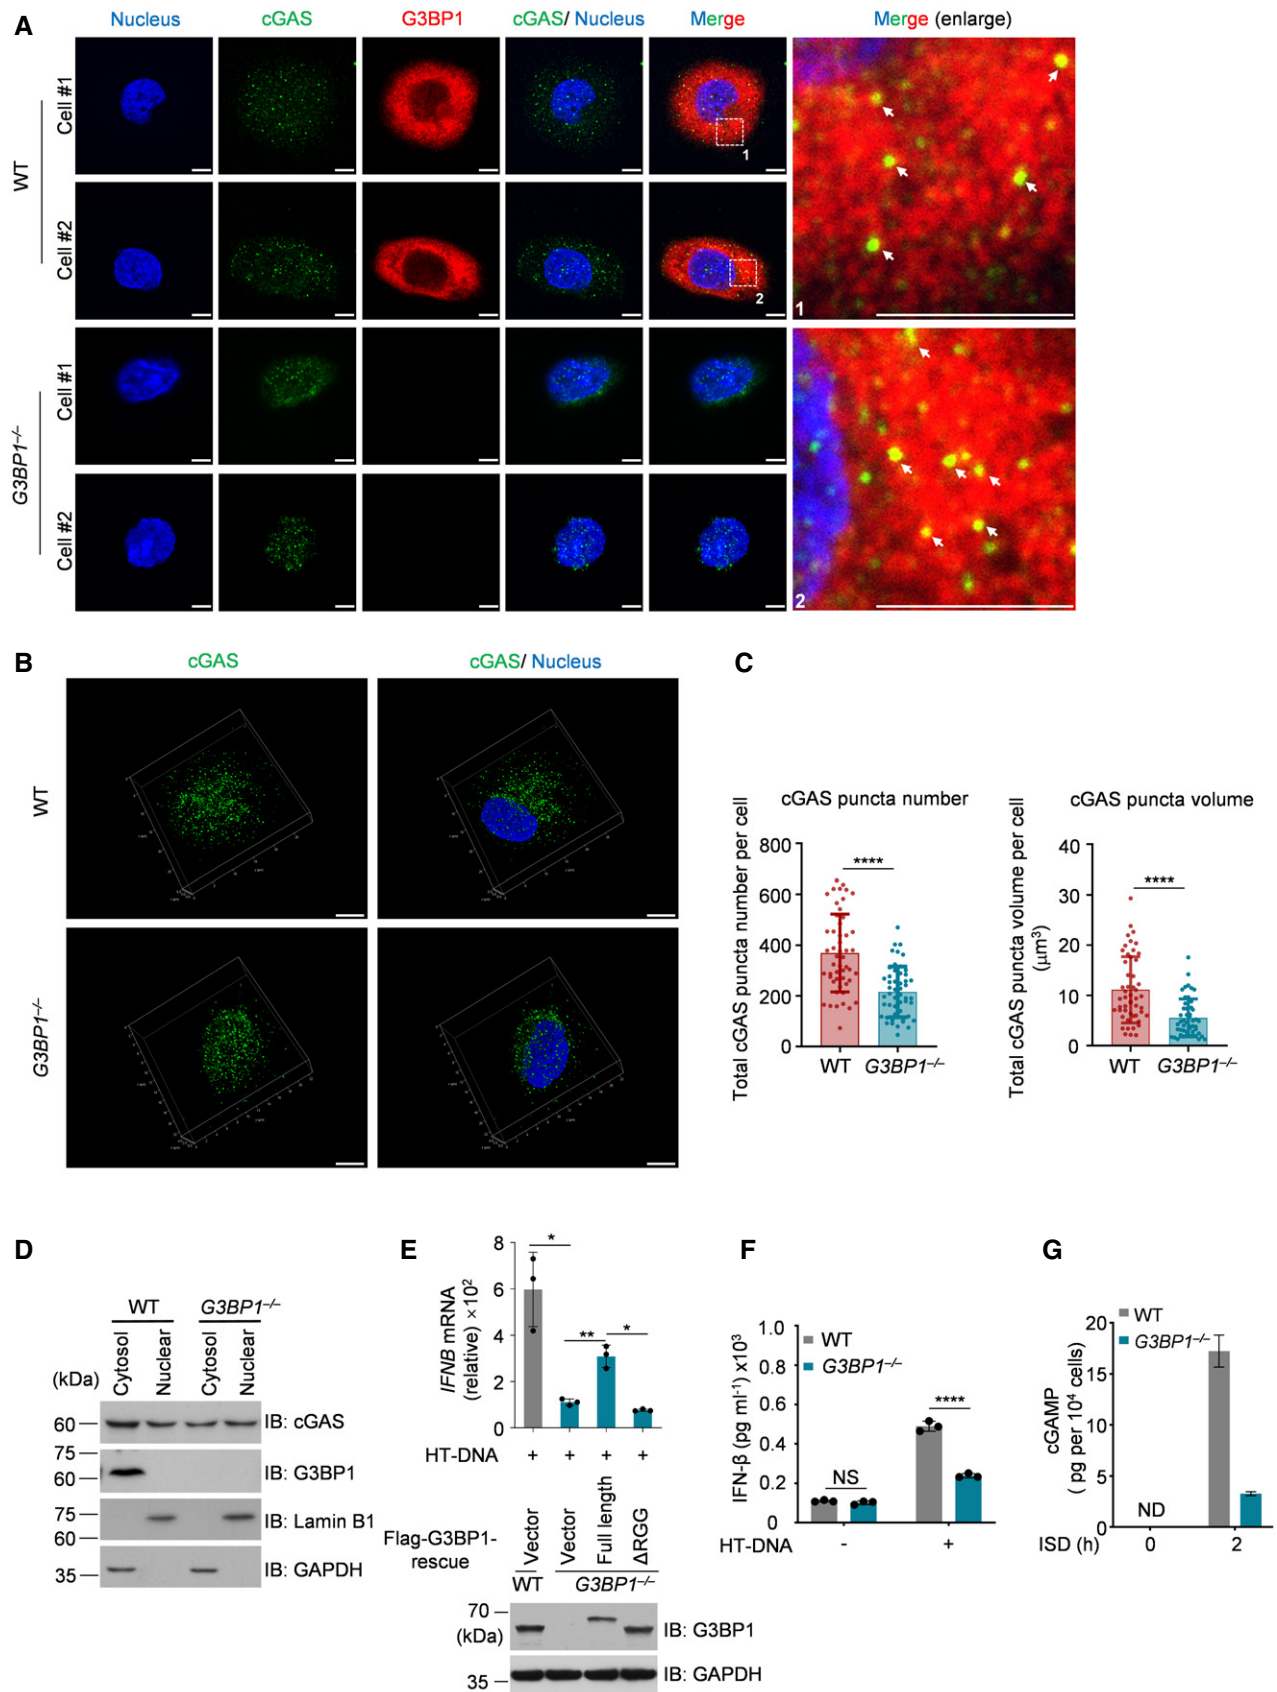 A
Nucleus
cGAS
G3BP1
cGAS/ Nucleus
Merge
Merge (enlarge)
WT
Cell #1
1
1
Cell #2
2
G3BP1–/–
Cell #1
Cell #2
2
B
cGAS
cGAS/ Nucleus
WT
G3BP1–/–
C
cGAS puncta number
Total cGAS puncta number per cell
800
600
400
200
0
****
WT
G3BP1–/–
cGAS puncta volume
Total cGAS puncta volume per cell
(μm3)
40
30
20
10
0
****
WT
G3BP1–/–
D
WT
G3BP1–/–
(kDa)
Cytosol
Nuclear
Cytosol
Nuclear
60
IB: cGAS
75
60
IB: G3BP1
75
60
IB: Lamin B1
35
IB: GAPDH
E
IFNB mRNA
(relative) ×102
8
6
4
2
0
*
**
*
HT-DNA
+
+
+
+
Flag-G3BP1-
rescue
Vector
Vector
Full length
ΔRGG
WT
G3BP1–/–
70
(kDa)
IB: G3BP1
35
IB: GAPDH
F
IFN-β (pg ml-1) x103
1.0
0.8
0.6
0.4
0.2
0
WT
G3BP1–/–
NS
****
HT-DNA
-
+
G
cGAMP
( pg per 104 cells)
20
15
10
5
0
WT
G3BP1–/–
ND
ISD (h)
0
2